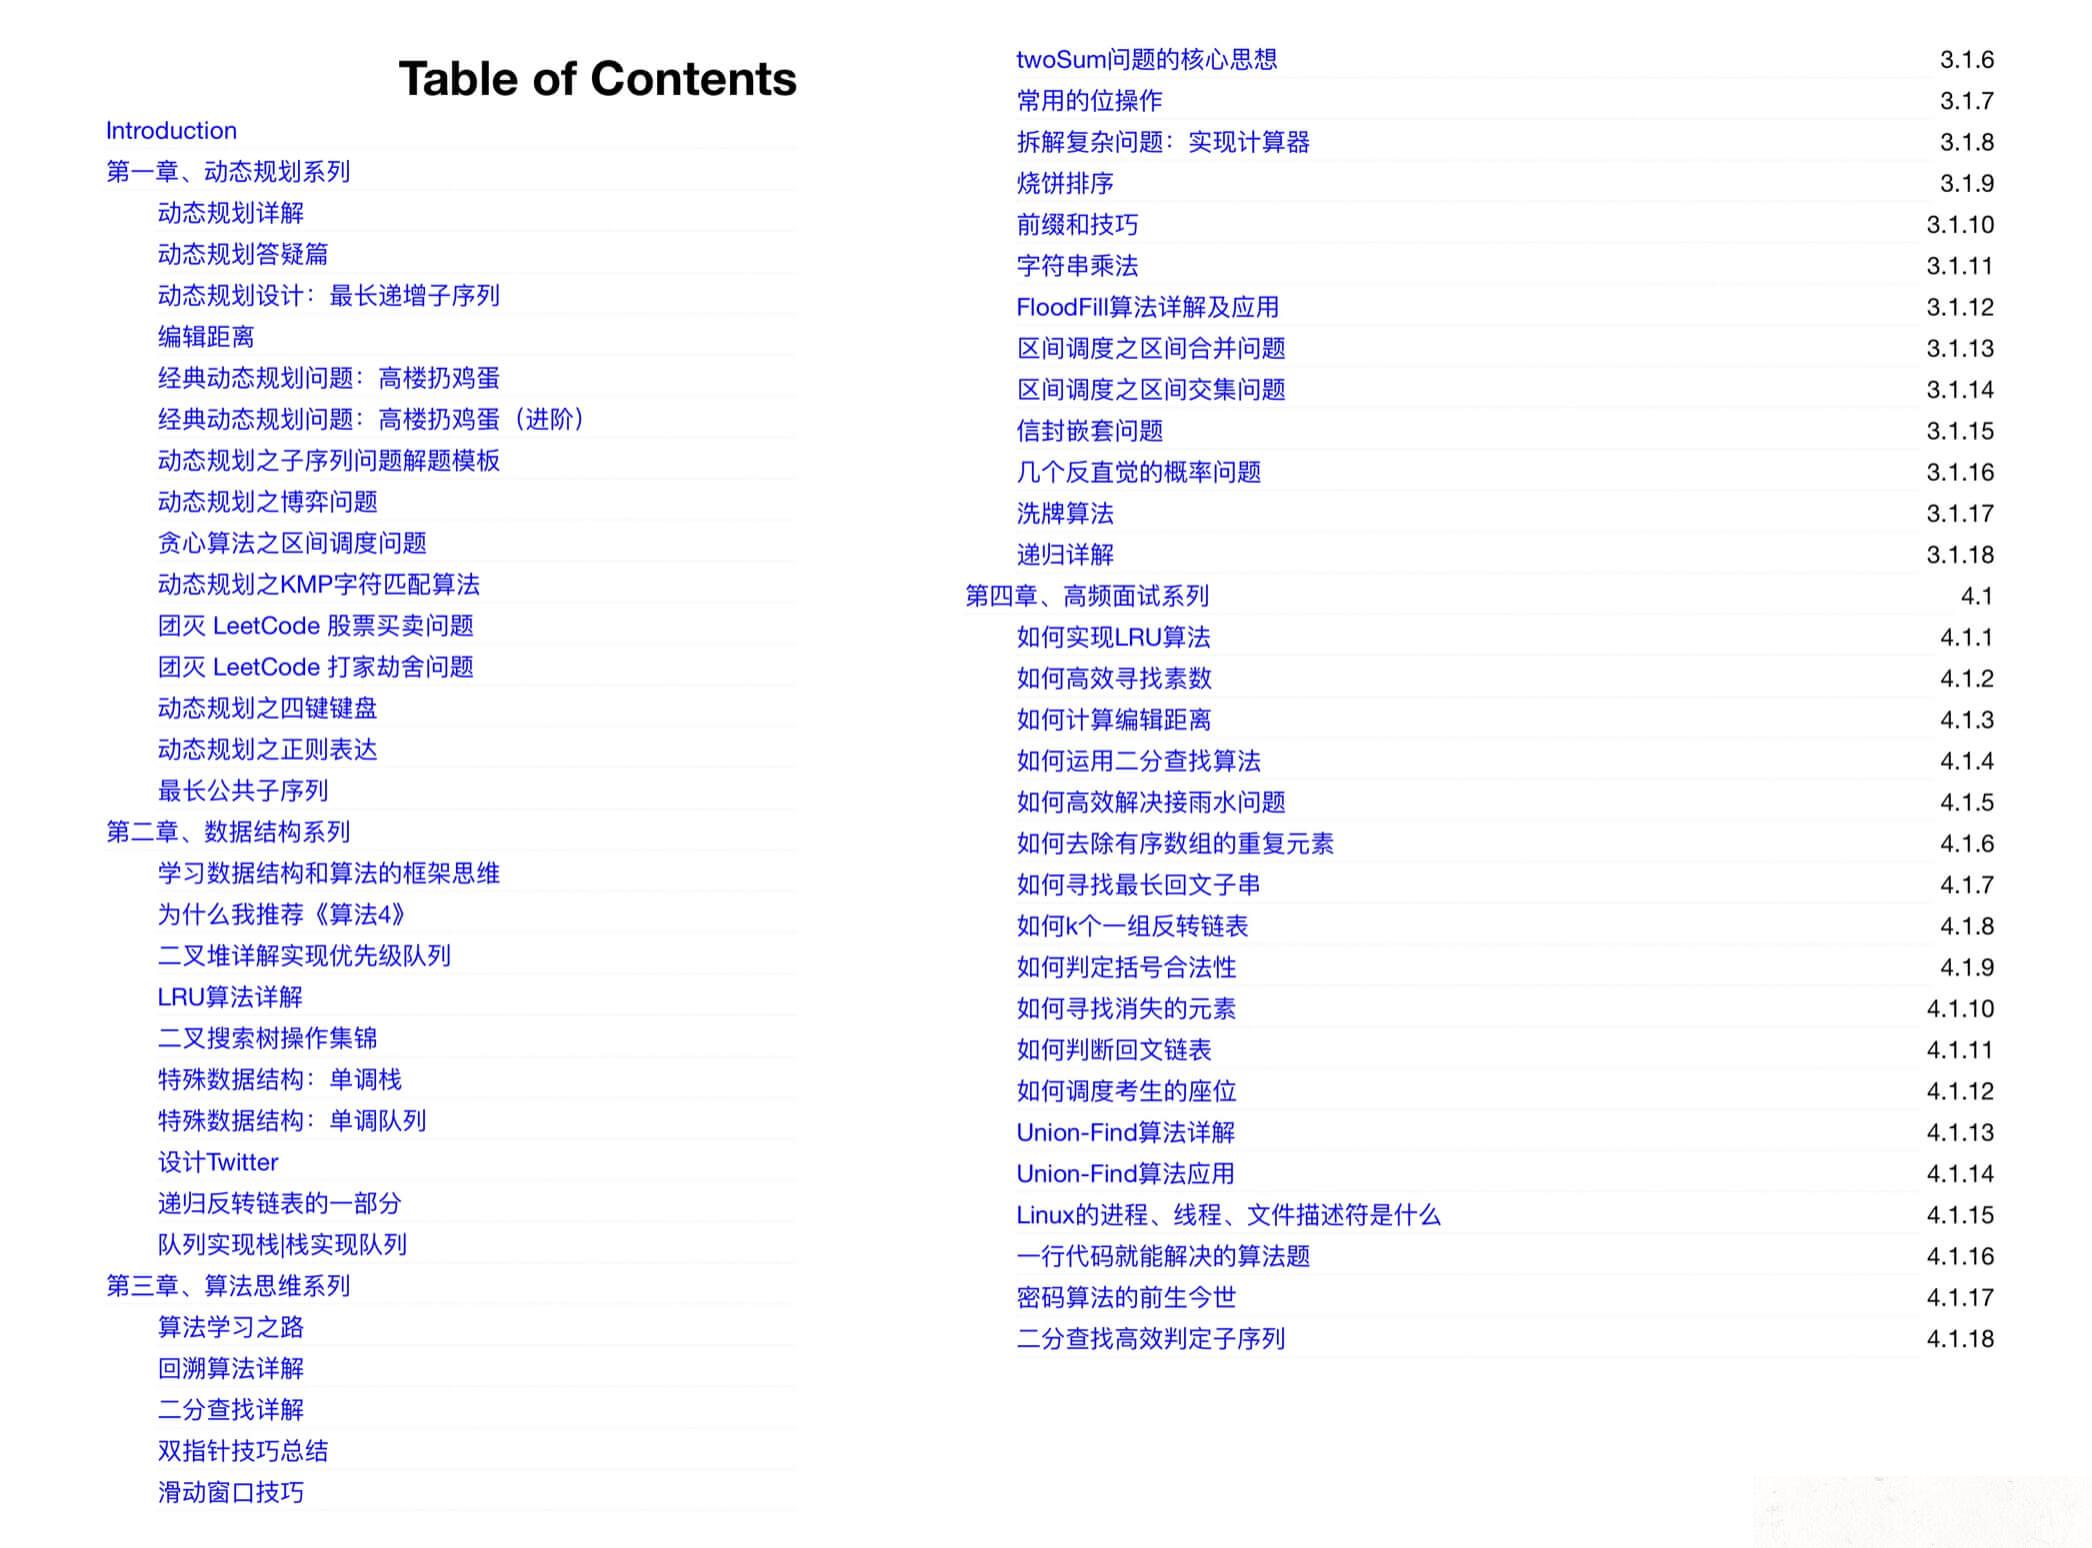 Table of Contents
Introduction
第一章、动态规划系列
动态规划详解
动态规划答疑篇
动态规划设计：最长递增子序列
编辑距离
经典动态规划问题：高楼扔鸡蛋
经典动态规划问题：高楼扔鸡蛋（进阶）
动态规划之子序列问题解题模板
动态规划之博弈问题
贪心算法之区间调度问题
动态规划之KMP字符匹配算法
团灭 LeetCode 股票买卖问题
团灭 LeetCode 打家劫舍问题
动态规划之四键键盘
动态规划之正则表达
最长公共子序列
第二章、数据结构系列
学习数据结构和算法的框架思维
为什么我推荐《算法4》
二叉堆详解实现优先级队列
LRU算法详解
二叉搜索树操作集锦
特殊数据结构：单调栈
特殊数据结构：单调队列
设计Twitter
递归反转链表的一部分
队列实现栈|栈实现队列
第三章、算法思维系列
算法学习之路
回溯算法详解
二分查找详解
双指针技巧总结
滑动窗口技巧
twoSum问题的核心思想 3.1.6
常用的位操作 3.1.7
拆解复杂问题：实现计算器 3.1.8
烧饼排序 3.1.9
前缀和技巧 3.1.10
字符串乘法 3.1.11
FloodFill算法详解及应用 3.1.12
区间调度之区间合并问题 3.1.13
区间调度之区间交集问题 3.1.14
信封嵌套问题 3.1.15
几个反直觉的概率问题 3.1.16
洗牌算法 3.1.17
递归详解 3.1.18
第四章、高频面试系列 4.1
如何实现LRU算法 4.1.1
如何高效寻找素数 4.1.2
如何计算编辑距离 4.1.3
如何运用二分查找算法 4.1.4
如何高效解决接雨水问题 4.1.5
如何去除有序数组的重复元素 4.1.6
如何寻找最长回文子串 4.1.7
如何k个一组反转链表 4.1.8
如何判定括号合法性 4.1.9
如何寻找消失的元素 4.1.10
如何判断回文链表 4.1.11
如何调度考生的座位 4.1.12
Union-Find算法详解 4.1.13
Union-Find算法应用 4.1.14
Linux的进程、线程、文件描述符是什么 4.1.15
一行代码就能解决的算法题 4.1.16
密码算法的前生今世 4.1.17
二分查找高效判定子序列 4.1.18